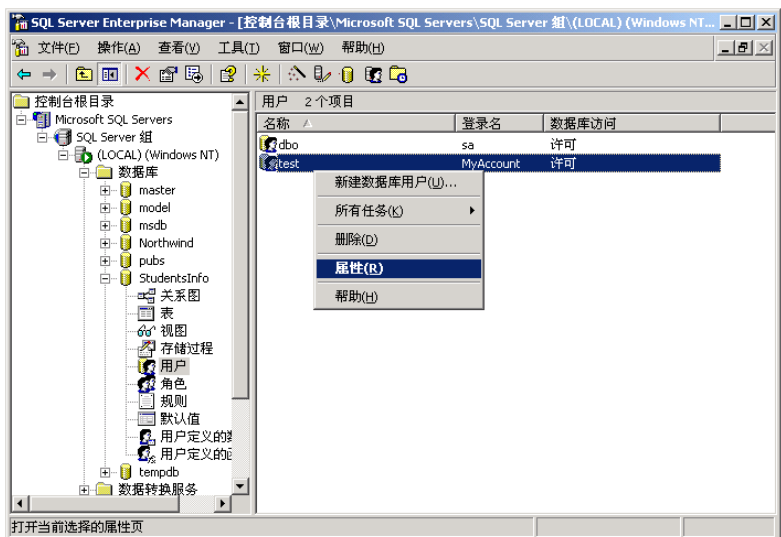 SQL Server Enterprise Manager - [控制台根目录\Microsoft SQL Servers\SQL Server 组\(LOCAL) (Windows NT...
文件(F) 操作(A) 查看(V) 工具(T) 窗口(W) 帮助(H)
控制台根目录
Microsoft SQL Servers
SQL Server 组
(LOCAL) (Windows NT)
数据库
master
model
msdb
Northwind
pubs
StudentsInfo
关系图
表
视图
存储过程
用户
角色
规则
默认值
用户定义的
用户定义的
tempdb
数据转换服务
用户 2 个项目
名称 登录名 数据库访问
dbo sa 许可
test MyAccount 许可
新建数据库用户(U)...
所有任务(K)
删除(D)
属性(R)
帮助(H)
打开当前选择的属性页